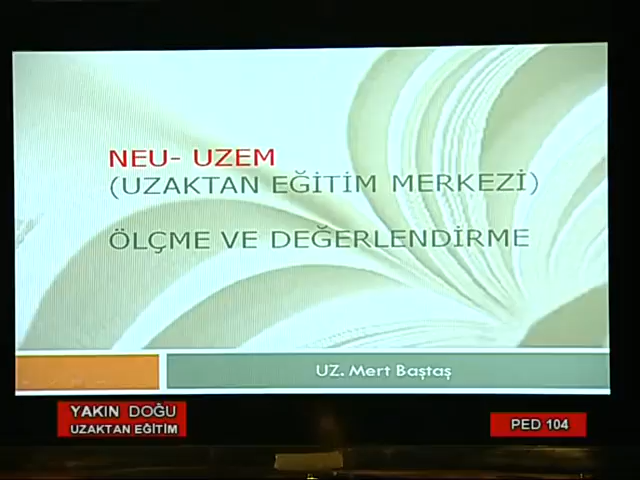 NEU- UZEM
(UZAKTAN EĞİTİM MERKEZİ)
ÖLÇME VE DEĞERLENDİRME
UZ. Mert Baştaş
YAKIN DOĞU
UZAKTAN EĞİTİM
PED 104